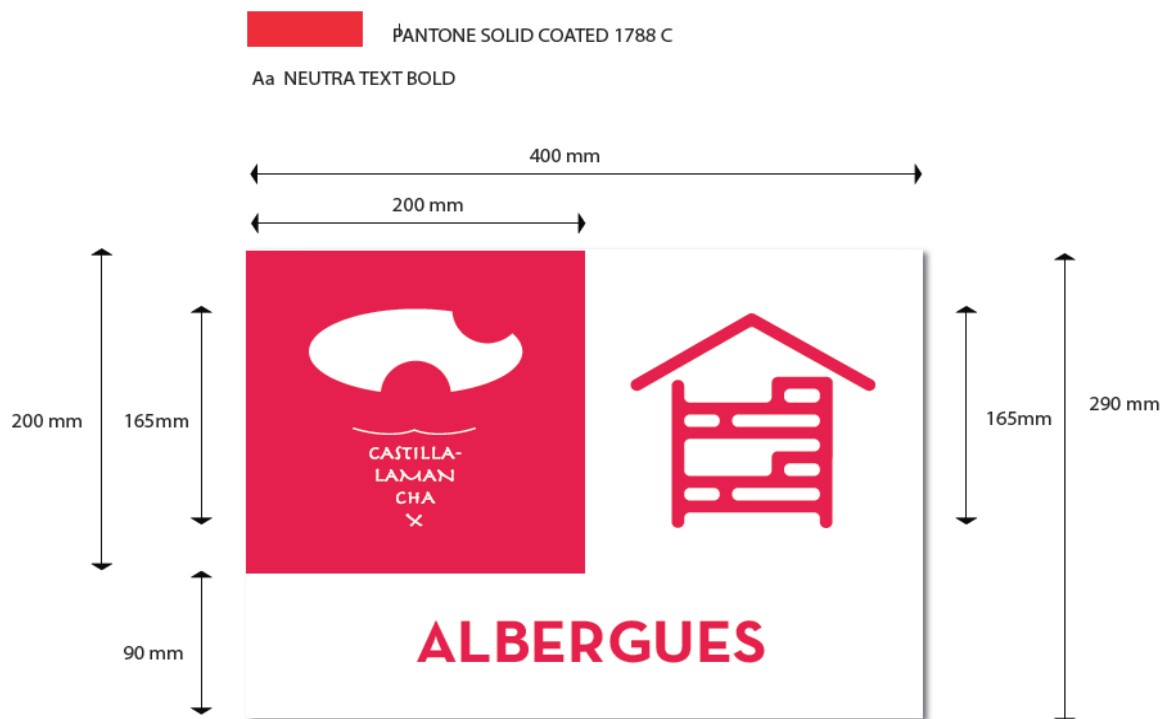 PANTONE SOLID COATED 1788 C
Aa NEUTRA TEXT BOLD
400 mm
200 mm
200 mm
165mm
CASTILLA-
LAMAN
CHA
X
165mm
290 mm
90 mm
ALBERGUES